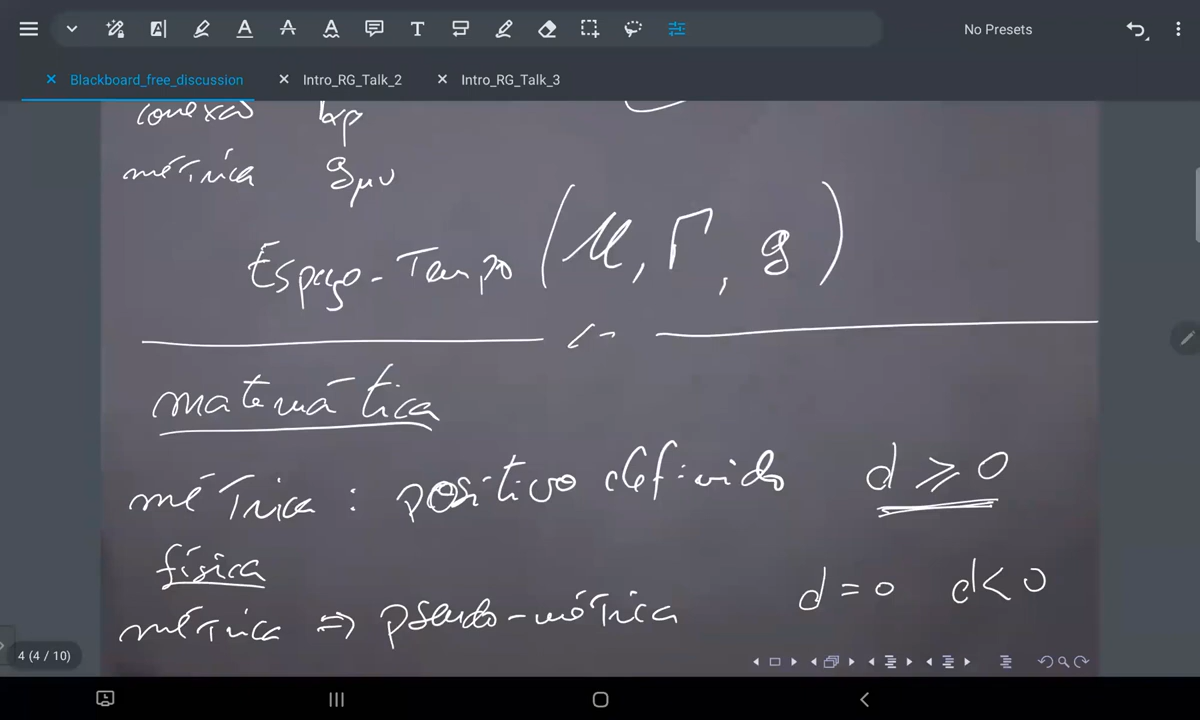 No Presets
Blackboard_free_discussion Intro_RG_Talk_2 Intro_RG_Talk_3
conexão
métrica gμν
Espaço-Tempo (M, Γ, g)
matemática
métrica : positivo definido d ⩾ 0
física
métrica ⇒ pseudo-métrica d = 0 d < 0
4 (4 / 10)